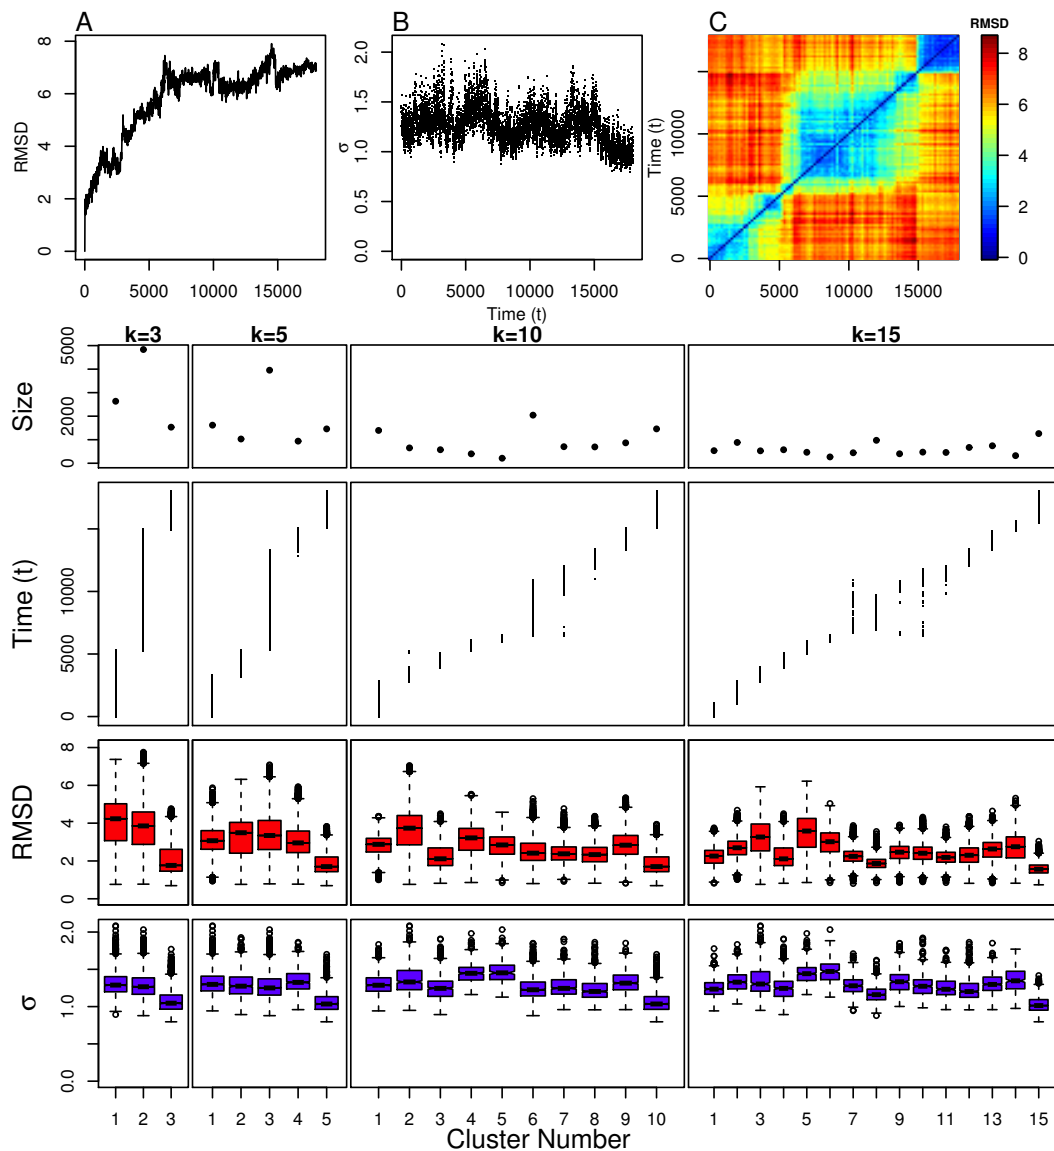 A
B
C
RMSD
8
6
4
2
0
RMSD
0 5000 10000 15000
2.0
1.5
1.0
0.5
0.0
σ
0 5000 10000 15000
Time (t)
10000
5000
0
Time (t)
0 5000 10000 15000
8
6
4
2
0
k=3 k=5 k=10 k=15
5000
2000
0
Size
10000
5000
0
Time (t)
8
6
4
2
0
RMSD
2.0
1.0
0.0
σ
1 2 3 1 2 3 4 5 1 2 3 4 5 6 7 8 9 10 1 3 5 7 9 11 13 15
Cluster Number